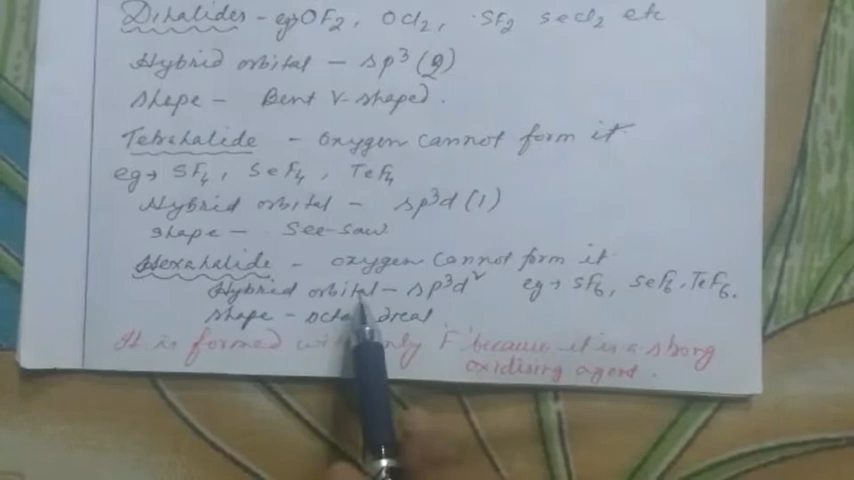 Dihalides - eg→ OF2, OCl2, SF2 SeCl2 etc
Hybrid orbital - sp³ (2)
Shape - Bent V-shaped.
Tetrahalide - Oxygen cannot form it
eg→ SF4, SeF4, TeF4
Hybrid orbital - sp³d (1)
Shape - See-saw
Hexahalide - oxygen cannot form it
Hybrid orbital - sp³d² eg→ SF6, SeF6, TeF6.
Shape - octahedreal
It is formed with only 'F' because it is a strong
oxidising agent.